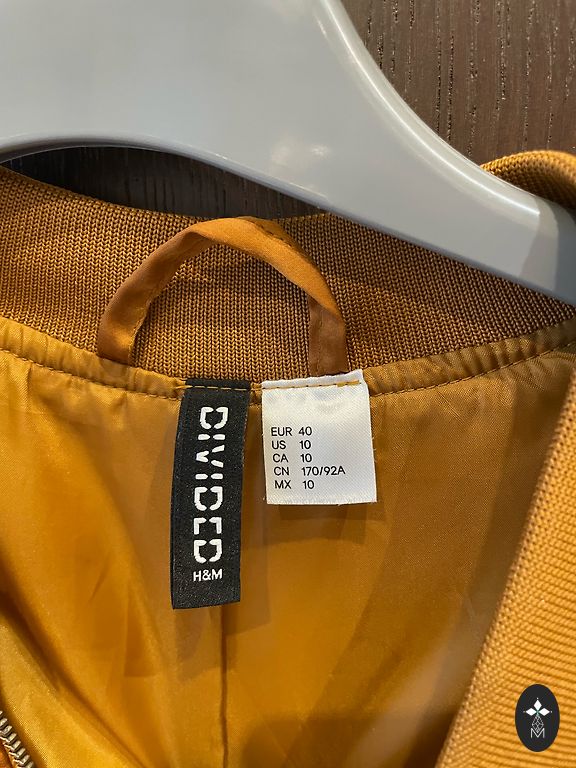 DIVIDED
H&M
EUR 40
US 10
CA 10
CN 170/92A
MX 10
M